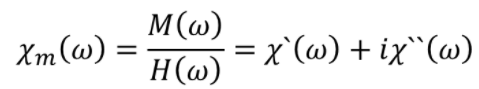 χₘ(ω) = M(ω)/H(ω) = χ`(ω) + iχ``(ω)